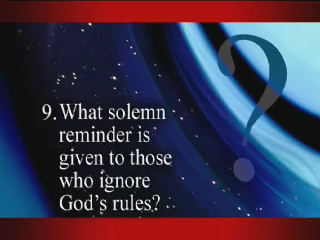 9. What solemn
reminder is
given to those
who ignore
God's rules?
?